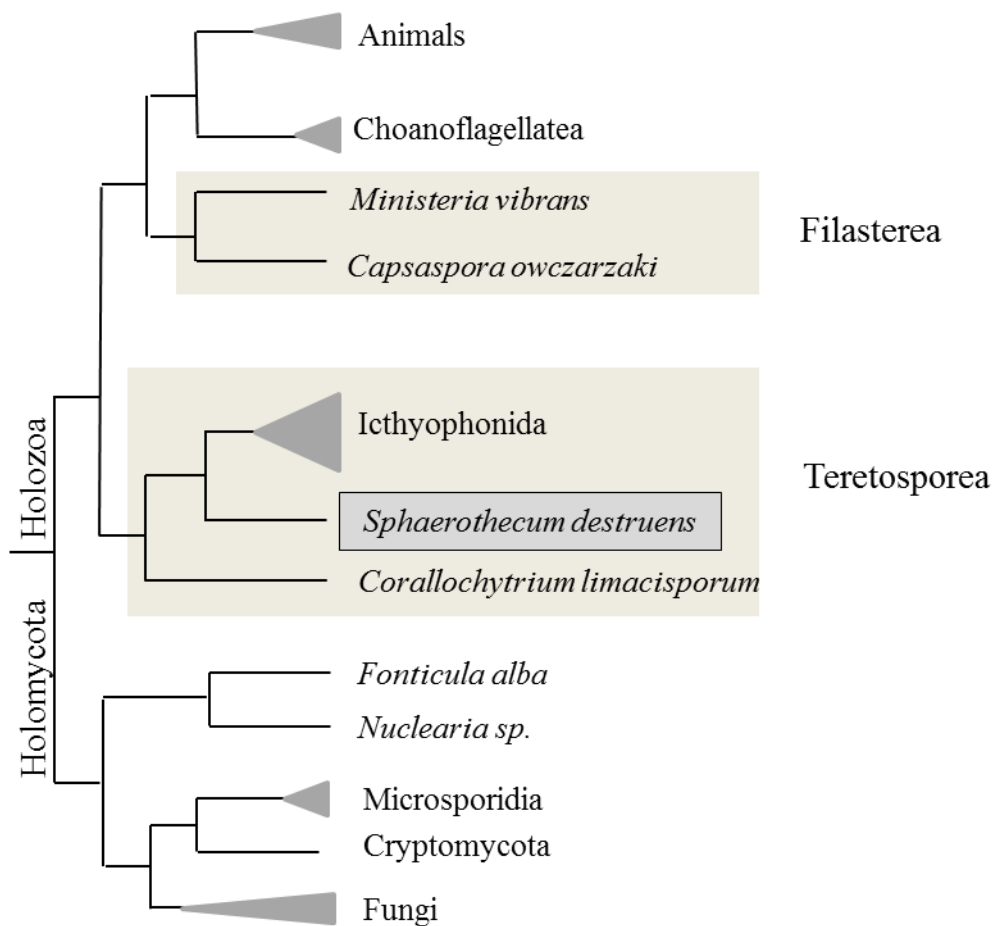 Animals
Choanoflagellatea
Ministeria vibrans
Filasterea
Capsaspora owczarzaki
Holozoa
Icthyophonida
Teretosporea
Sphaerothecum destruens
Corallochytrium limacisporum
Holomycota
Fonticula alba
Nuclearia sp.
Microsporidia
Cryptomycota
Fungi